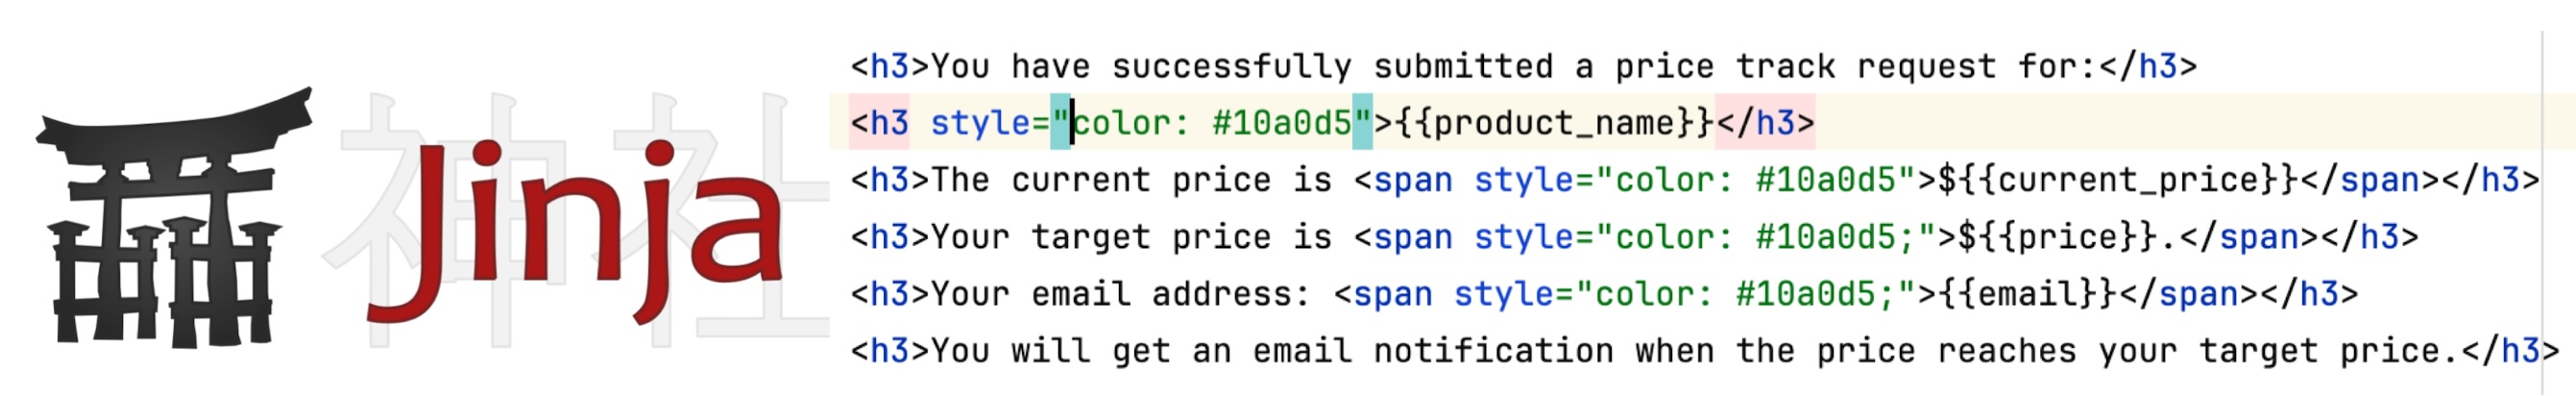 神社
Jinja
<h3>You have successfully submitted a price track request for:</h3>
<h3 style="color: #10a0d5">{{product_name}}</h3>
<h3>The current price is <span style="color: #10a0d5">${{current_price}}</span></h3>
<h3>Your target price is <span style="color: #10a0d5;">${{price}}.</span></h3>
<h3>Your email address: <span style="color: #10a0d5;">{{email}}</span></h3>
<h3>You will get an email notification when the price reaches your target price.</h3>